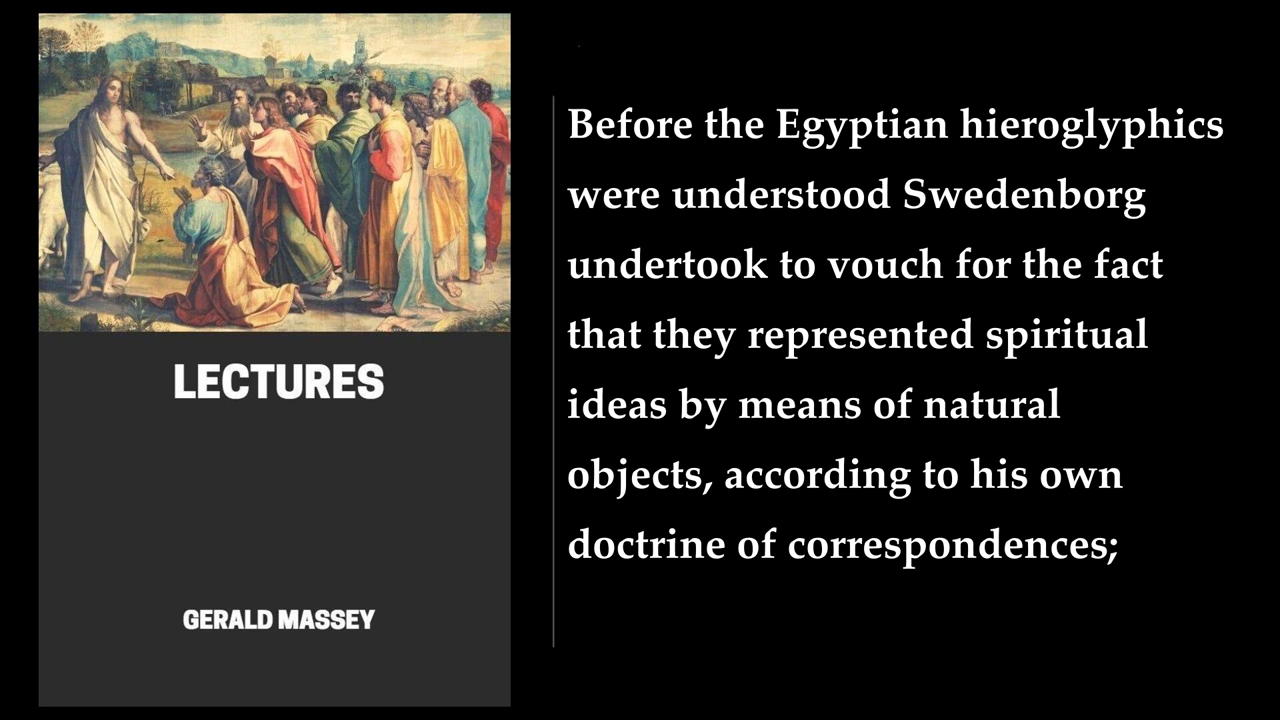 LECTURES
GERALD MASSEY
Before the Egyptian hieroglyphics
were understood Swedenborg
undertook to vouch for the fact
that they represented spiritual
ideas by means of natural
objects, according to his own
doctrine of correspondences;